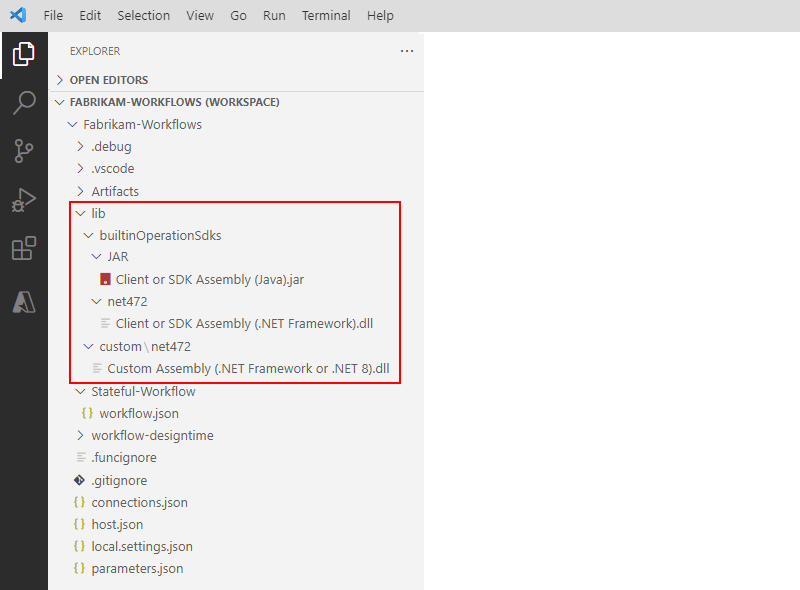 File Edit Selection View Go Run Terminal Help
EXPLORER
OPEN EDITORS
FABRIKAM-WORKFLOWS (WORKSPACE)
Fabrikam-Workflows
.debug
.vscode
Artifacts
lib
builtinOperationSdks
JAR
Client or SDK Assembly (Java).jar
net472
Client or SDK Assembly (.NET Framework).dll
custom\net472
Custom Assembly (.NET Framework or .NET 8).dll
Stateful-Workflow
workflow.json
workflow-designtime
.funcignore
.gitignore
connections.json
host.json
local.settings.json
parameters.json